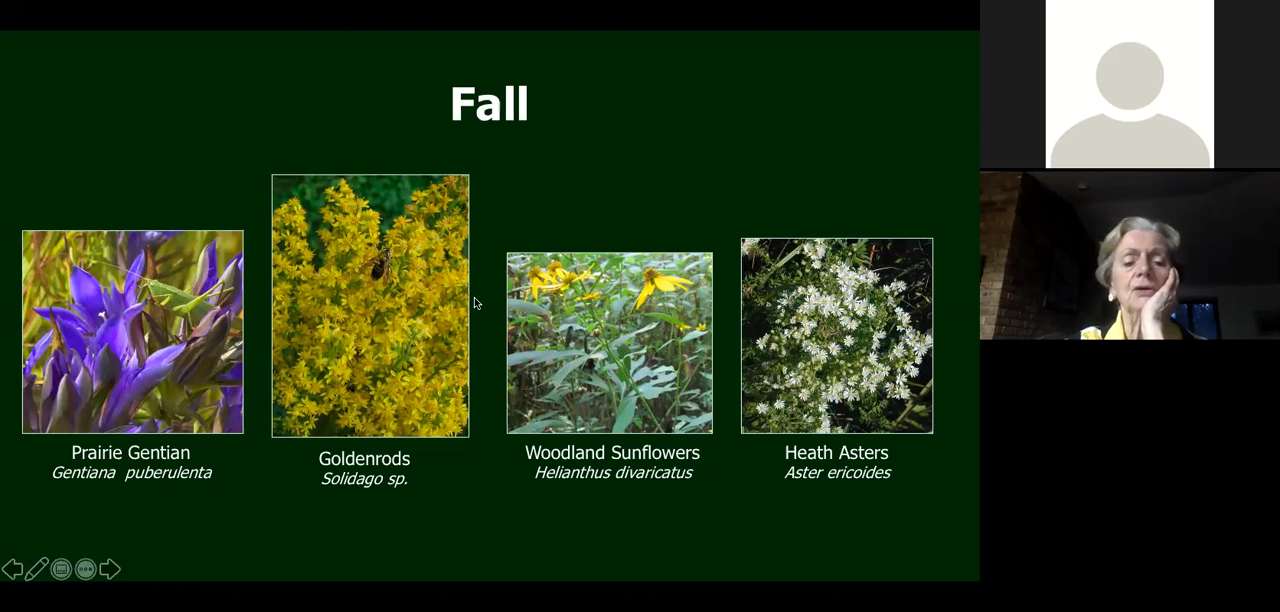 Fall
Prairie Gentian
Gentiana puberulenta
Goldenrods
Solidago sp.
Woodland Sunflowers
Helianthus divaricatus
Heath Asters
Aster ericoides